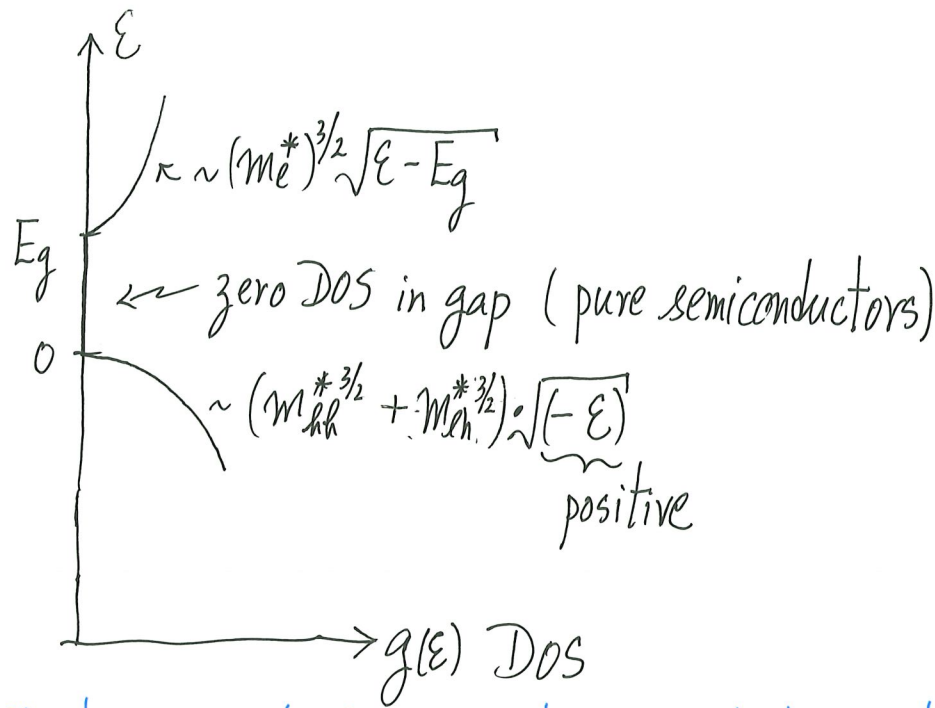 ε
~ (me*)^3/2 √ε - Eg
Eg
zero DOS in gap (pure semiconductors)
0
~ (m*hh^3/2 + m*lh^3/2) · √(-ε)
positive
g(ε) DOS